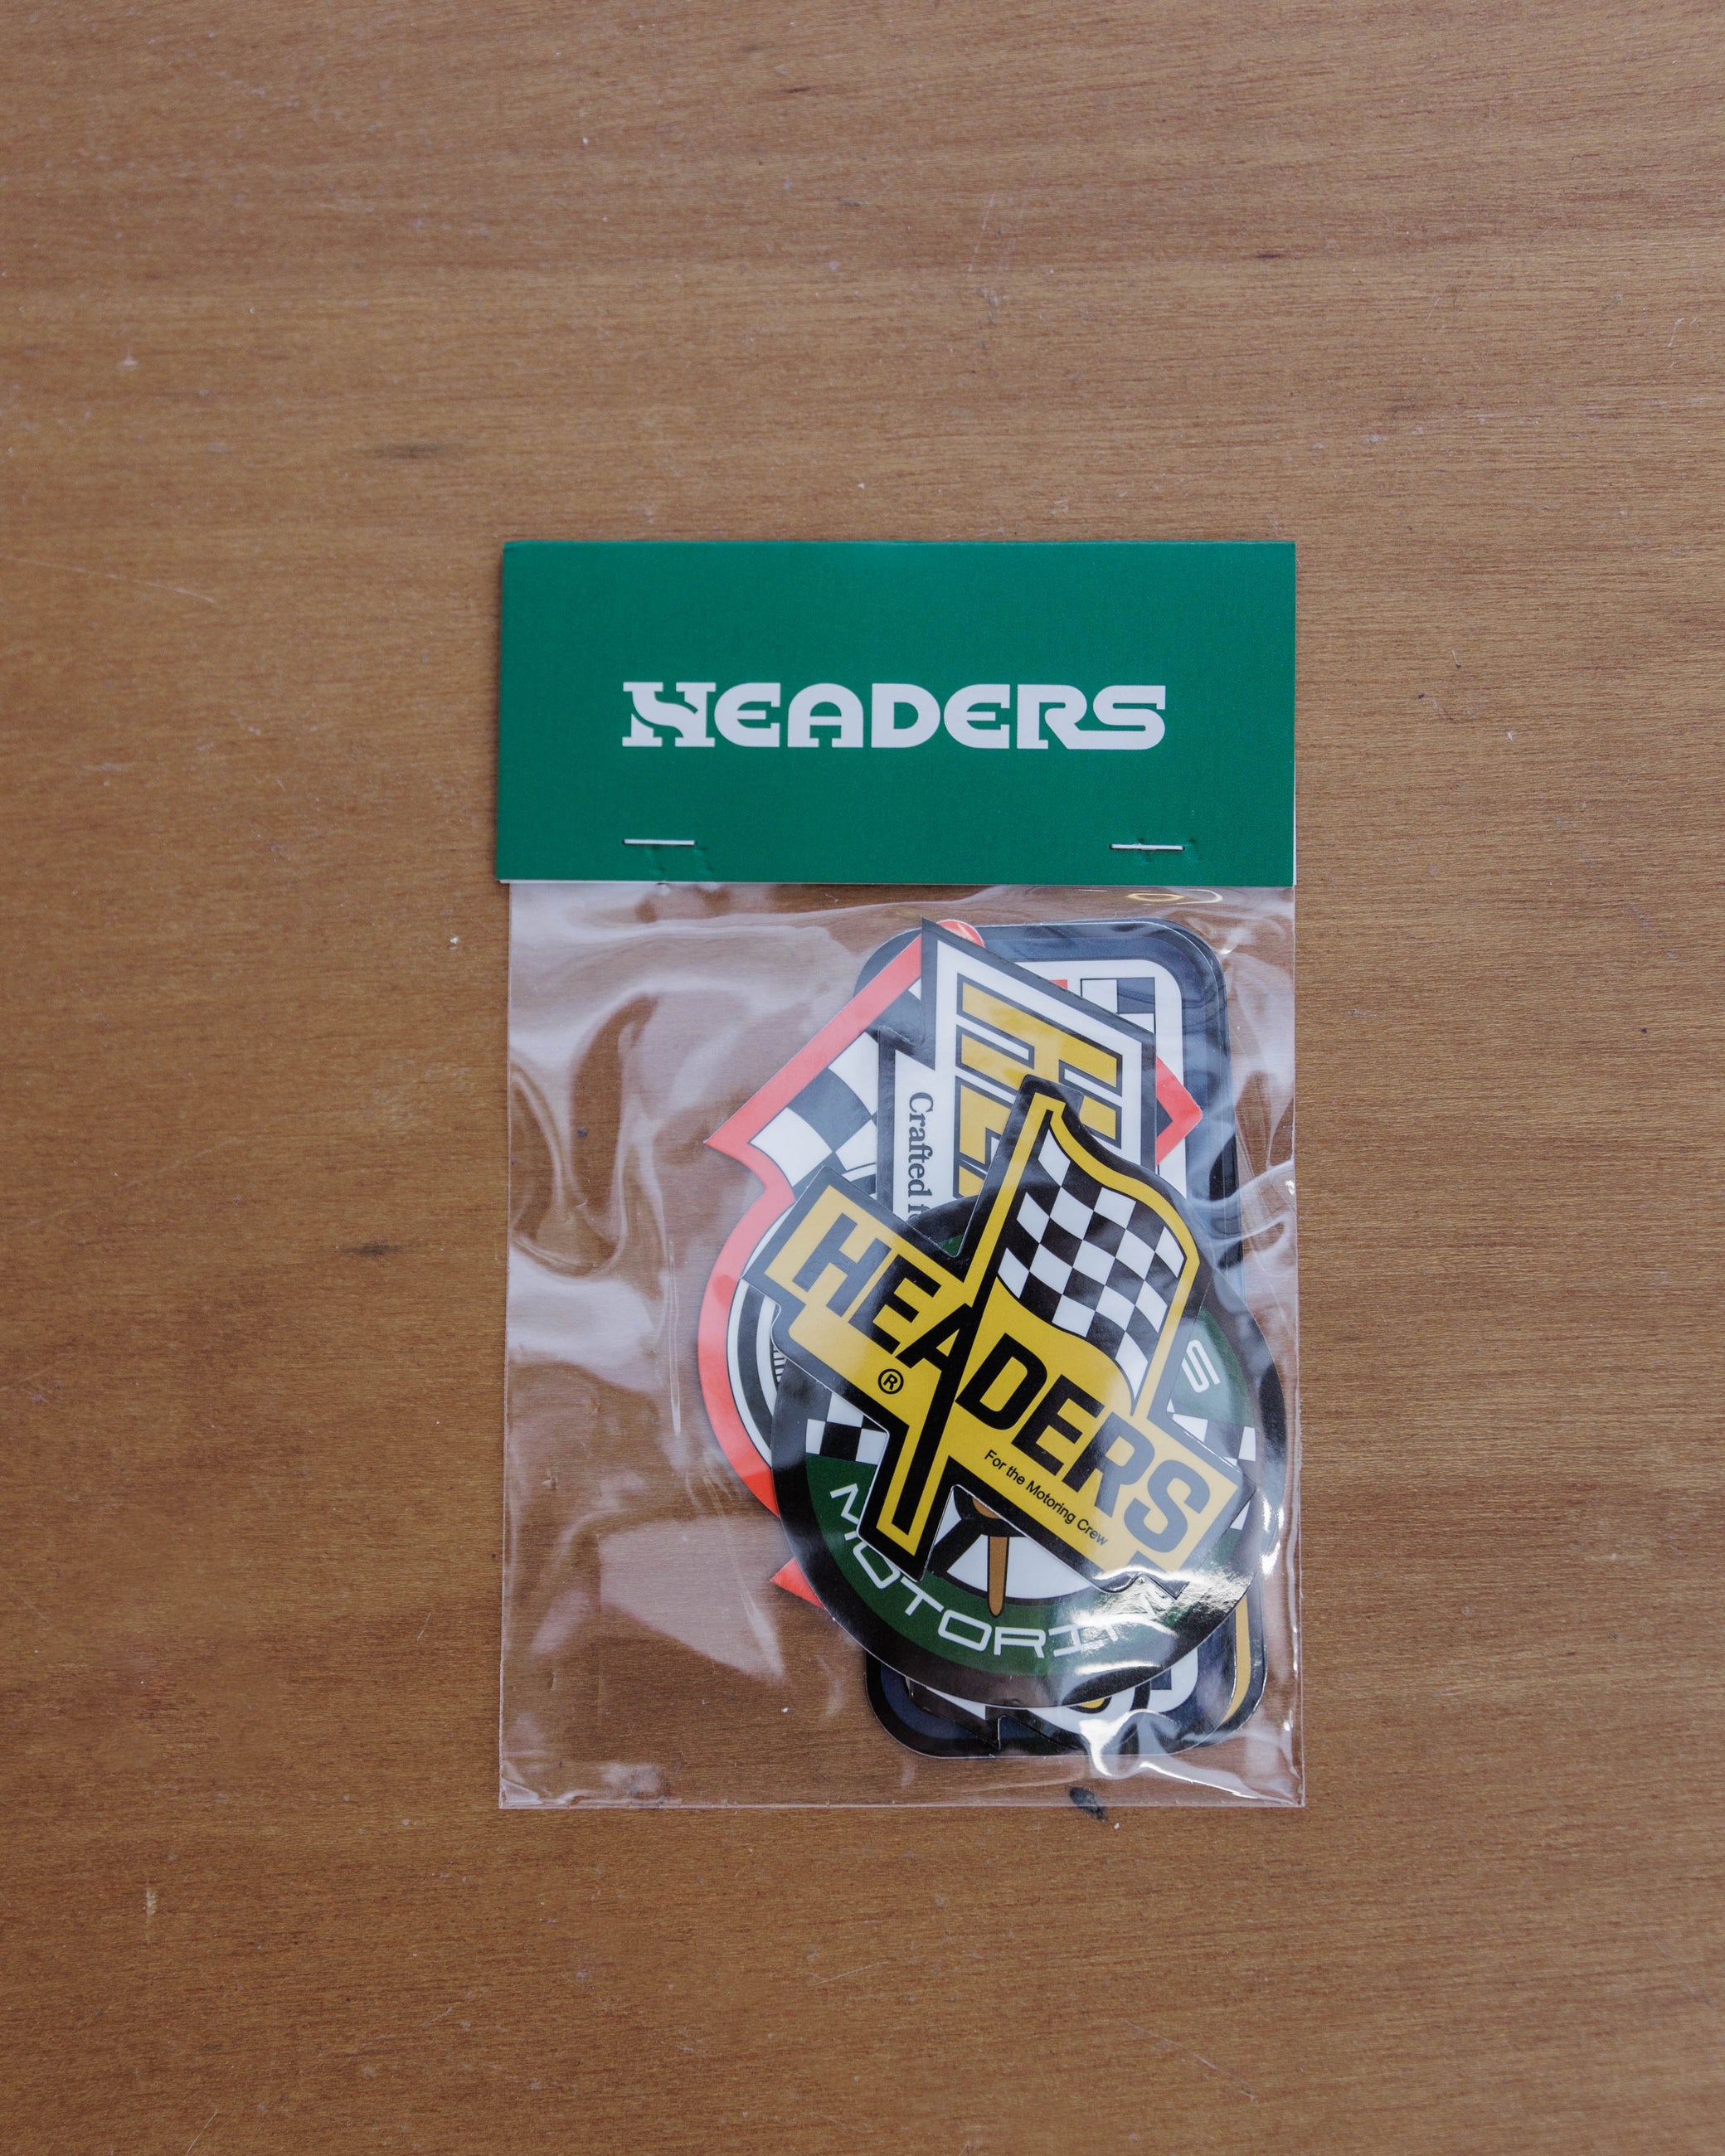 HEADERS
Crafted
HEADERS
®
For the Motoring Crew
S
MOTORI